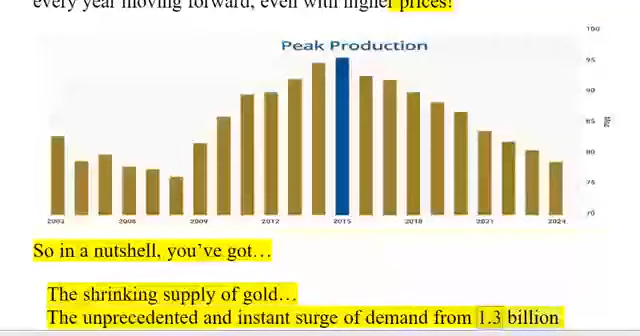 every year moving forward, even with higher prices!
Peak Production
100
95
90
85
80
75
70
Moz
2003
2006
2009
2012
2015
2018
2021
2024
So in a nutshell, you've got…
The shrinking supply of gold…
The unprecedented and instant surge of demand from 1.3 billion